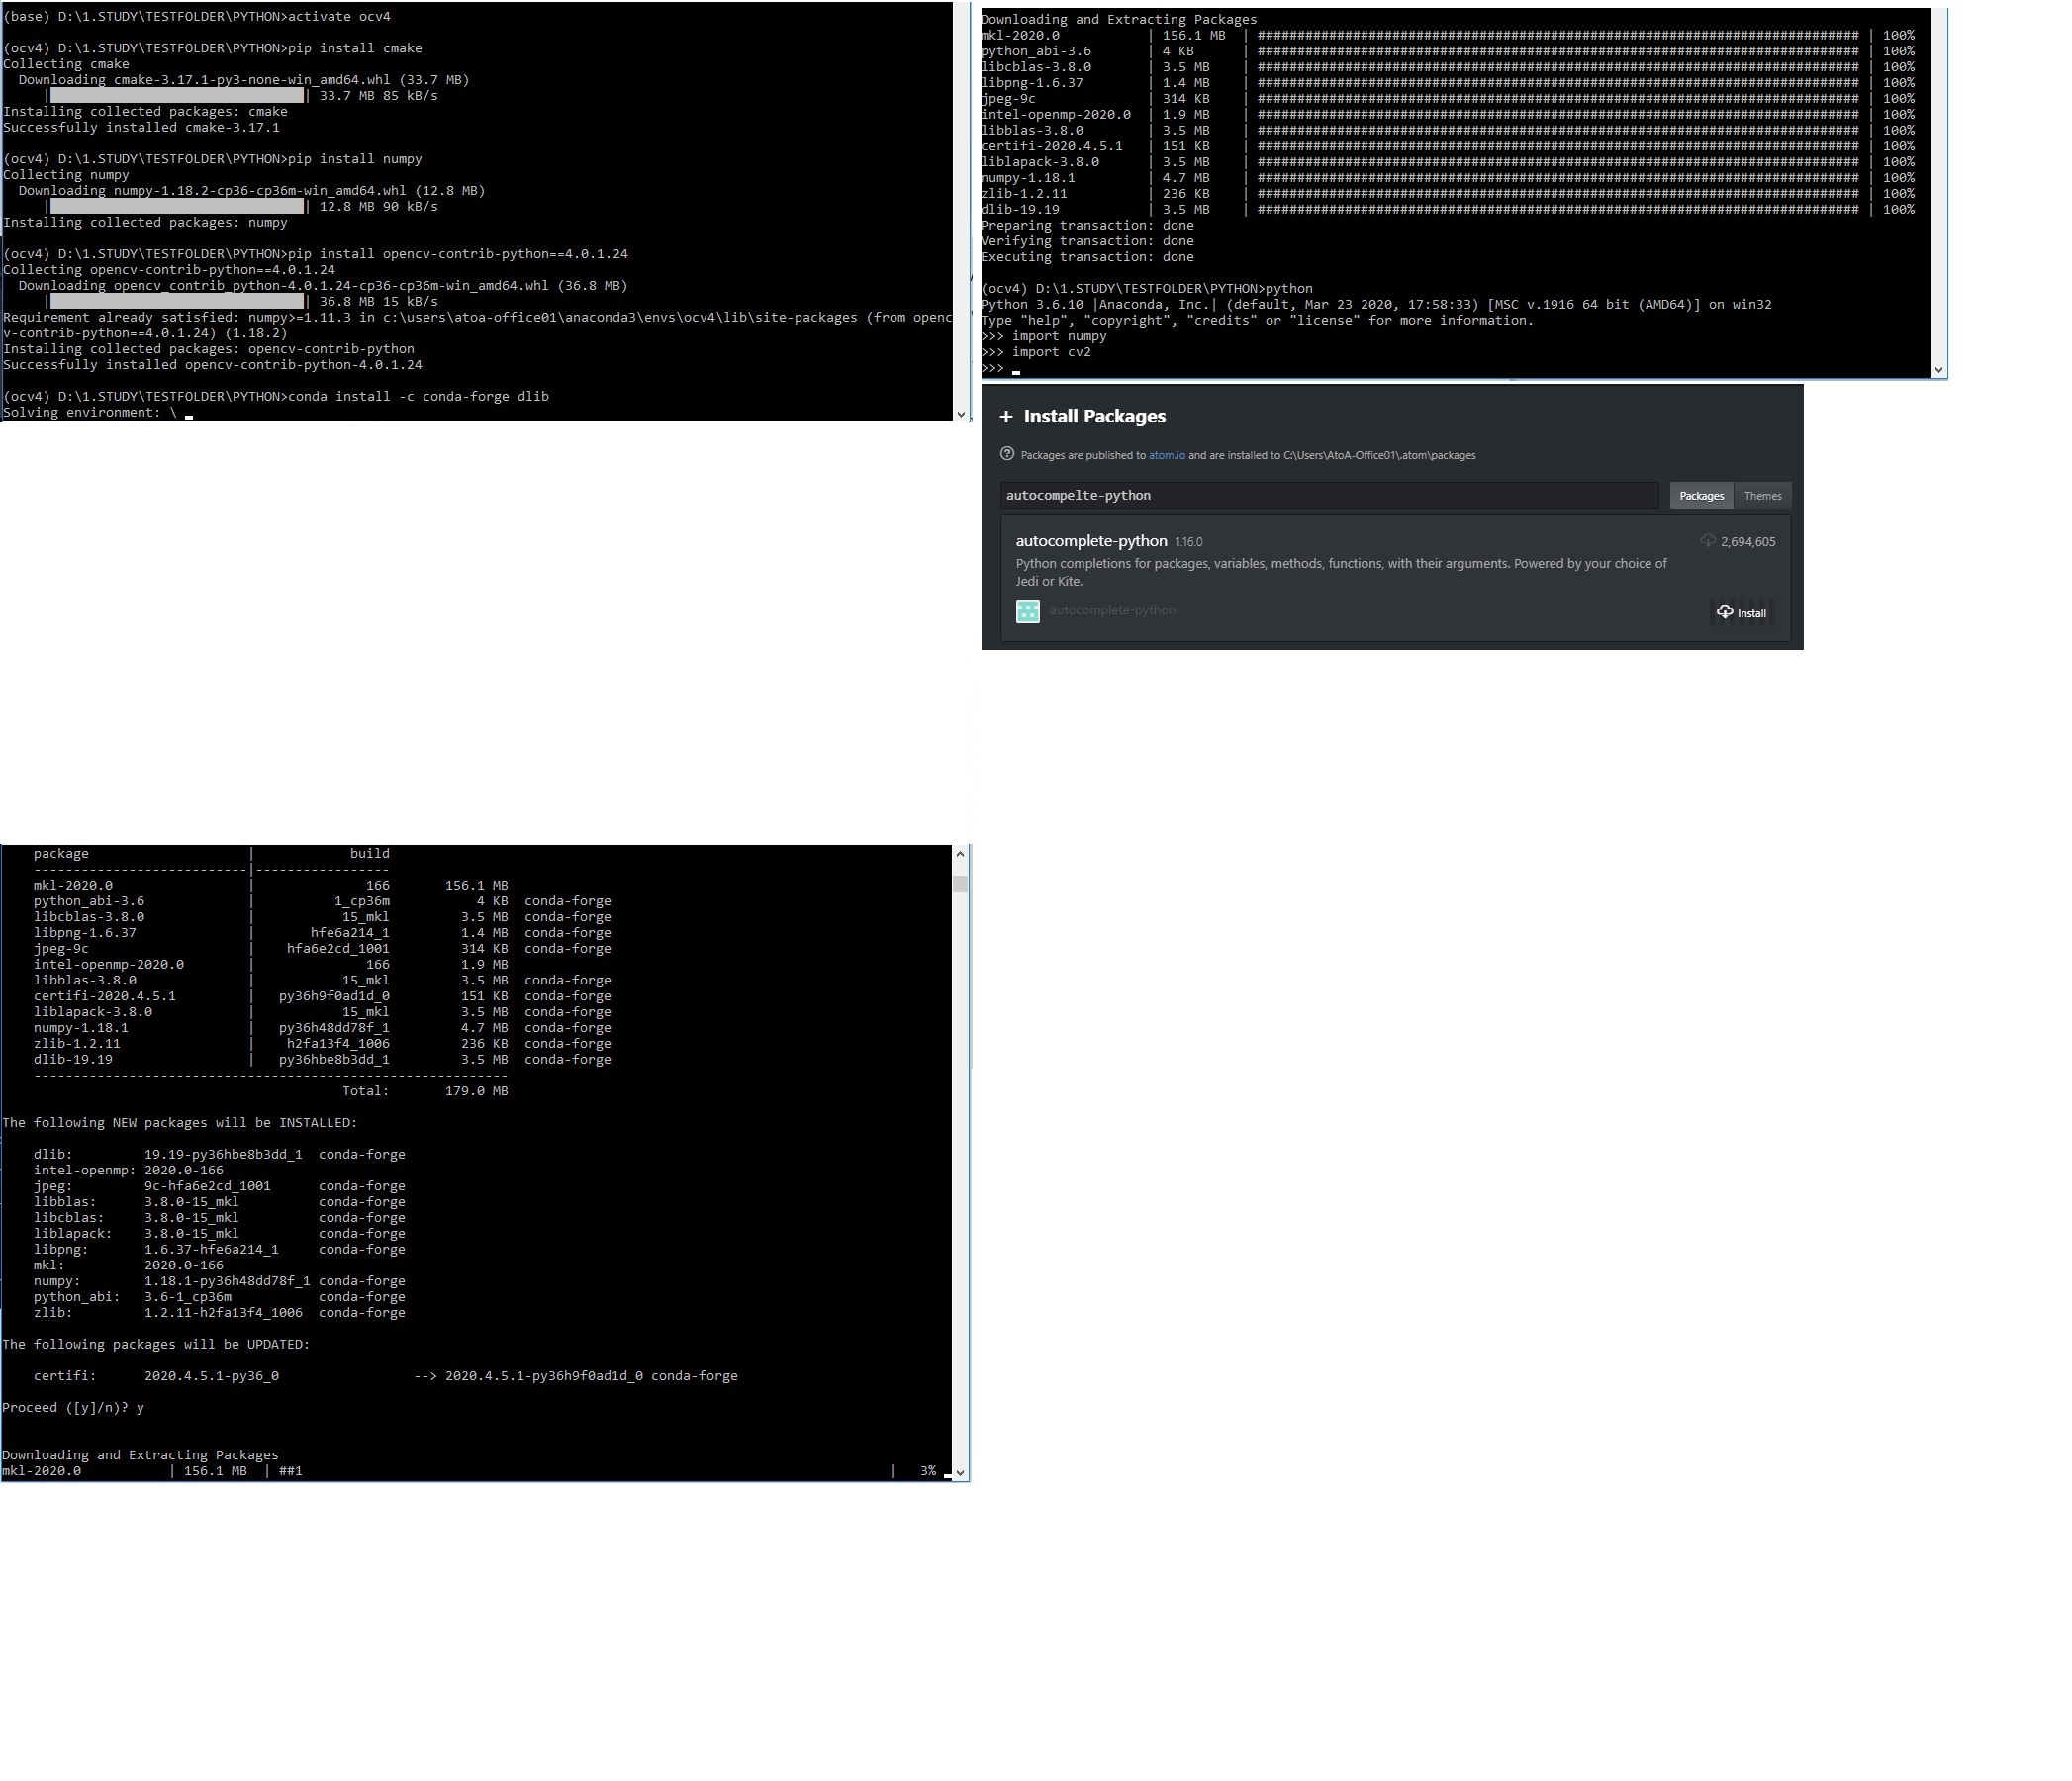 (base) D:\1.STUDY\TESTFOLDER\PYTHON>activate ocv4
(ocv4) D:\1.STUDY\TESTFOLDER\PYTHON>pip install cmake
Collecting cmake
Downloading cmake-3.17.1-py3-none-win_amd64.whl (33.7 MB)
| | 33.7 MB 85 kB/s
Installing collected packages: cmake
Successfully installed cmake-3.17.1
(ocv4) D:\1.STUDY\TESTFOLDER\PYTHON>pip install numpy
Collecting numpy
Downloading numpy-1.18.2-cp36-cp36m-win_amd64.whl (12.8 MB)
| | 12.8 MB 90 kB/s
Installing collected packages: numpy
(ocv4) D:\1.STUDY\TESTFOLDER\PYTHON>pip install opencv-contrib-python==4.0.1.24
Collecting opencv-contrib-python==4.0.1.24
Downloading opencv_contrib_python-4.0.1.24-cp36-cp36m-win_amd64.whl (36.8 MB)
| | 36.8 MB 15 kB/s
Requirement already satisfied: numpy>=1.11.3 in c:\users\atoa-office01\anaconda3\envs\ocv4\lib\site-packages (from openc
v-contrib-python==4.0.1.24) (1.18.2)
Installing collected packages: opencv-contrib-python
Successfully installed opencv-contrib-python-4.0.1.24
(ocv4) D:\1.STUDY\TESTFOLDER\PYTHON>conda install -c conda-forge dlib
Solving environment: \
Downloading and Extracting Packages
mkl-2020.0 | 156.1 MB | ############################################################################ | 100%
python_abi-3.6 | 4 KB | ############################################################################ | 100%
libcblas-3.8.0 | 3.5 MB | ############################################################################ | 100%
libpng-1.6.37 | 1.4 MB | ############################################################################ | 100%
jpeg-9c | 314 KB | ############################################################################ | 100%
intel-openmp-2020.0 | 1.9 MB | ############################################################################ | 100%
libblas-3.8.0 | 3.5 MB | ############################################################################ | 100%
certifi-2020.4.5.1 | 151 KB | ############################################################################ | 100%
liblapack-3.8.0 | 3.5 MB | ############################################################################ | 100%
numpy-1.18.1 | 4.7 MB | ############################################################################ | 100%
zlib-1.2.11 | 236 KB | ############################################################################ | 100%
dlib-19.19 | 3.5 MB | ############################################################################ | 100%
Preparing transaction: done
Verifying transaction: done
Executing transaction: done
(ocv4) D:\1.STUDY\TESTFOLDER\PYTHON>python
Python 3.6.10 |Anaconda, Inc.| (default, Mar 23 2020, 17:58:33) [MSC v.1916 64 bit (AMD64)] on win32
Type "help", "copyright", "credits" or "license" for more information.
>>> import numpy
>>> import cv2
>>>
+ Install Packages
Packages are published to atom.io and are installed to C:\Users\AtoA-Office01\.atom\packages
autocompelte-python
Packages Themes
autocomplete-python 1.16.0 2,694,605
Python completions for packages, variables, methods, functions, with their arguments. Powered by your choice of
Jedi or Kite.
autocomplete-python
Install
package | build
---------------------------|-----------------
mkl-2020.0 | 166 156.1 MB
python_abi-3.6 | 1_cp36m 4 KB conda-forge
libcblas-3.8.0 | 15_mkl 3.5 MB conda-forge
libpng-1.6.37 | hfe6a214_1 1.4 MB conda-forge
jpeg-9c | hfa6e2cd_1001 314 KB conda-forge
intel-openmp-2020.0 | 166 1.9 MB
libblas-3.8.0 | 15_mkl 3.5 MB conda-forge
certifi-2020.4.5.1 | py36h9f0ad1d_0 151 KB conda-forge
liblapack-3.8.0 | 15_mkl 3.5 MB conda-forge
numpy-1.18.1 | py36h48dd78f_1 4.7 MB conda-forge
zlib-1.2.11 | h2fa13f4_1006 236 KB conda-forge
dlib-19.19 | py36hbe8b3dd_1 3.5 MB conda-forge
------------------------------------------------------------
Total: 179.0 MB
The following NEW packages will be INSTALLED:
dlib: 19.19-py36hbe8b3dd_1 conda-forge
intel-openmp: 2020.0-166
jpeg: 9c-hfa6e2cd_1001 conda-forge
libblas: 3.8.0-15_mkl conda-forge
libcblas: 3.8.0-15_mkl conda-forge
liblapack: 3.8.0-15_mkl conda-forge
libpng: 1.6.37-hfe6a214_1 conda-forge
mkl: 2020.0-166
numpy: 1.18.1-py36h48dd78f_1 conda-forge
python_abi: 3.6-1_cp36m conda-forge
zlib: 1.2.11-h2fa13f4_1006 conda-forge
The following packages will be UPDATED:
certifi: 2020.4.5.1-py36_0 --> 2020.4.5.1-py36h9f0ad1d_0 conda-forge
Proceed ([y]/n)? y
Downloading and Extracting Packages
mkl-2020.0 | 156.1 MB | ##1 | 3%